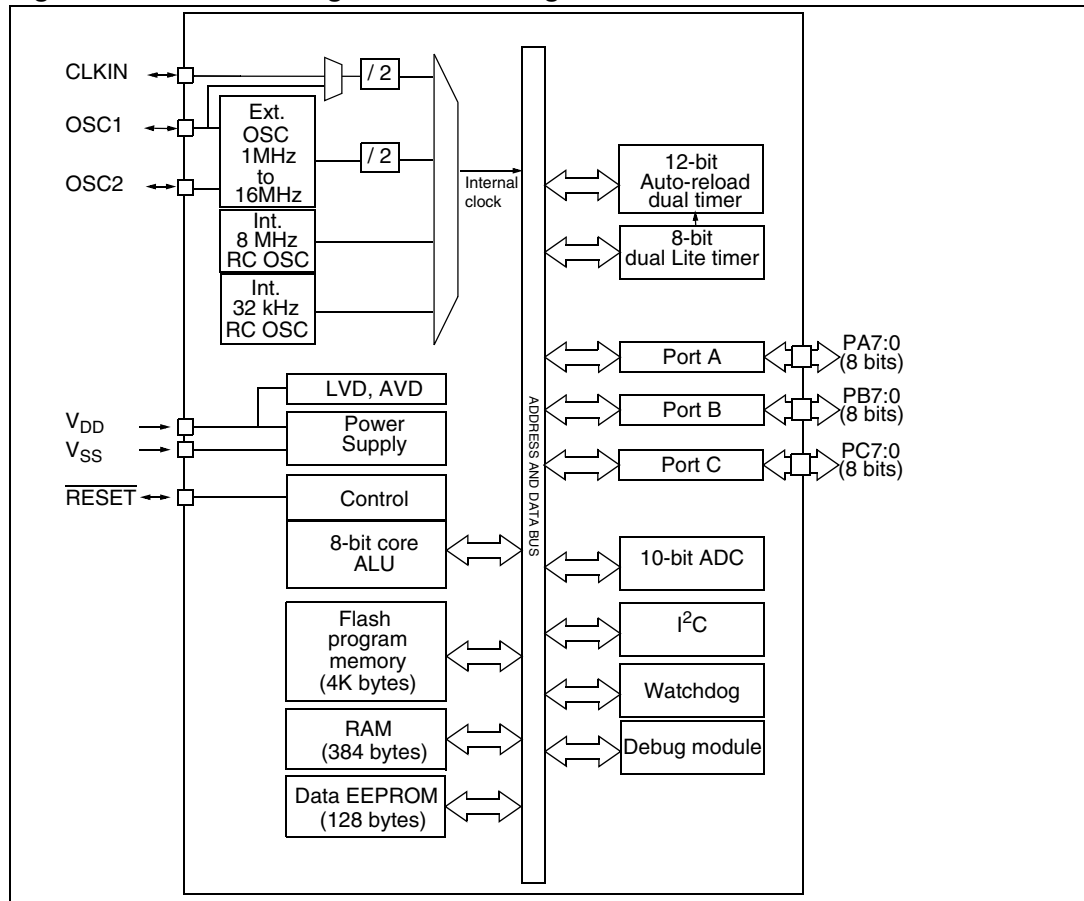 CLKIN
/ 2
OSC1
Ext.
OSC
1MHz
to
16MHz
/ 2
OSC2
Internal
clock
Int.
8 MHz
RC OSC
Int.
32 kHz
RC OSC
LVD, AVD
VDD
VSS
Power
Supply
RESET
Control
8-bit core
ALU
Flash
program
memory
(4K bytes)
RAM
(384 bytes)
Data EEPROM
(128 bytes)
ADDRESS AND DATA BUS
12-bit
Auto-reload
dual timer
8-bit
dual Lite timer
Port A
PA7:0
(8 bits)
Port B
PB7:0
(8 bits)
Port C
PC7:0
(8 bits)
10-bit ADC
I²C
Watchdog
Debug module